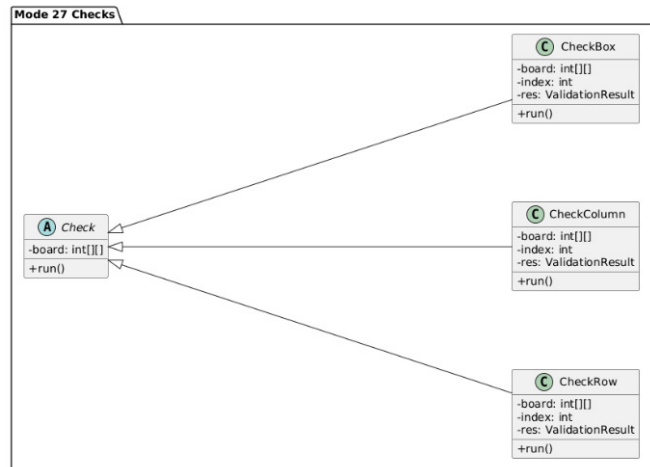 Mode 27 Checks
C CheckBox
-board: int[][]
-index: int
-res: ValidationResult
+run()
A Check
-board: int[][]
+run()
C CheckColumn
-board: int[][]
-index: int
-res: ValidationResult
+run()
C CheckRow
-board: int[][]
-index: int
-res: ValidationResult
+run()